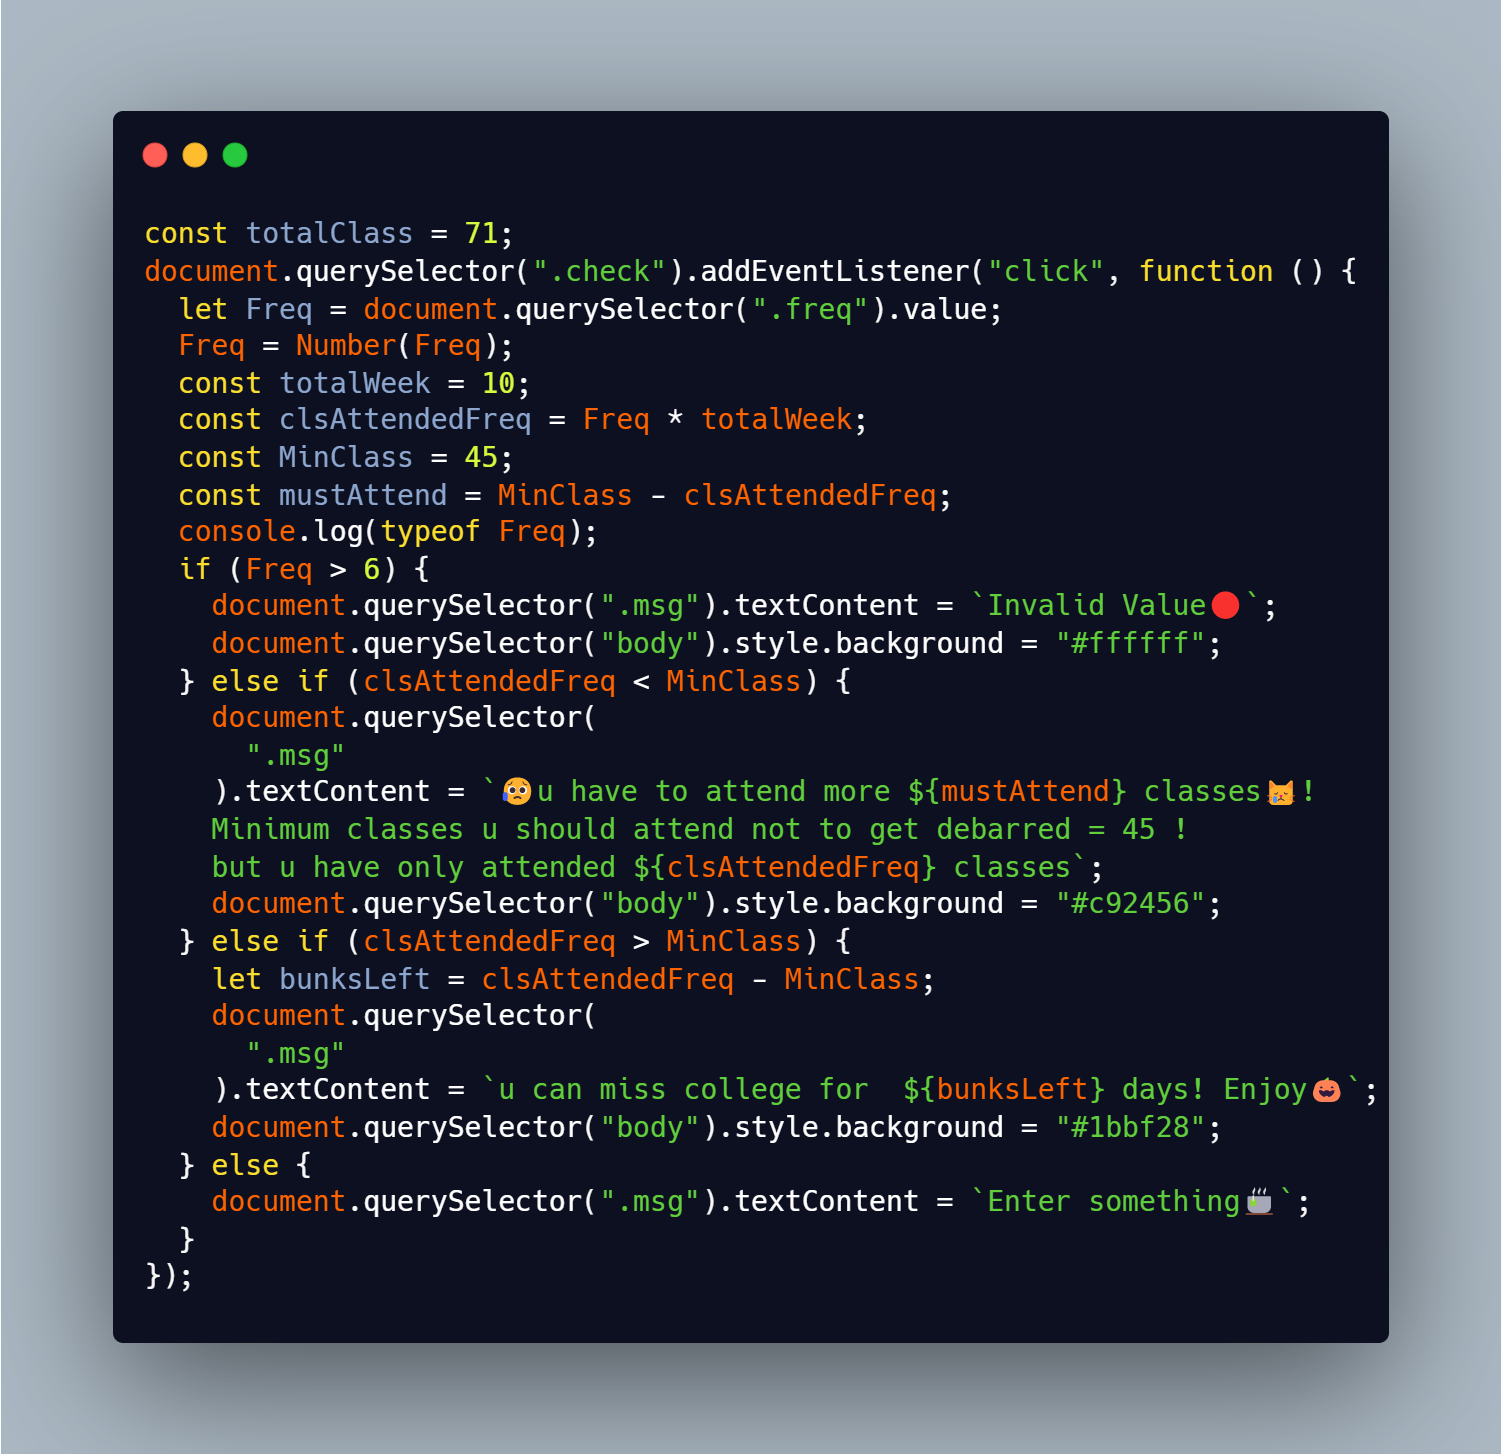 const totalClass = 71;
document.querySelector(".check").addEventListener("click", function () {
  let Freq = document.querySelector(".freq").value;
  Freq = Number(Freq);
  const totalWeek = 10;
  const clsAttendedFreq = Freq * totalWeek;
  const MinClass = 45;
  const mustAttend = MinClass - clsAttendedFreq;
  console.log(typeof Freq);
  if (Freq > 6) {
    document.querySelector(".msg").textContent = `Invalid Value🔴`;
    document.querySelector("body").style.background = "#ffffff";
  } else if (clsAttendedFreq < MinClass) {
    document.querySelector(
      ".msg"
    ).textContent = `😥u have to attend more ${mustAttend} classes😿!
    Minimum classes u should attend not to get debarred = 45 !
    but u have only attended ${clsAttendedFreq} classes`;
    document.querySelector("body").style.background = "#c92456";
  } else if (clsAttendedFreq > MinClass) {
    let bunksLeft = clsAttendedFreq - MinClass;
    document.querySelector(
      ".msg"
    ).textContent = `u can miss college for  ${bunksLeft} days! Enjoy🎃`;
    document.querySelector("body").style.background = "#1bbf28";
  } else {
    document.querySelector(".msg").textContent = `Enter something☕`;
  }
});